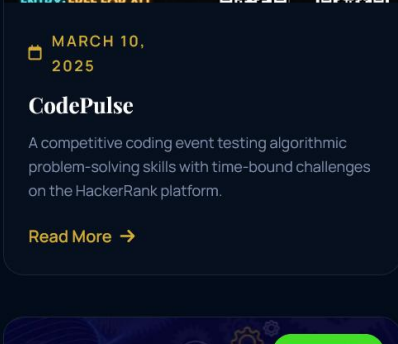 MARCH 10,
2025
CodePulse
A competitive coding event testing algorithmic
problem-solving skills with time-bound challenges
on the HackerRank platform.
Read More →